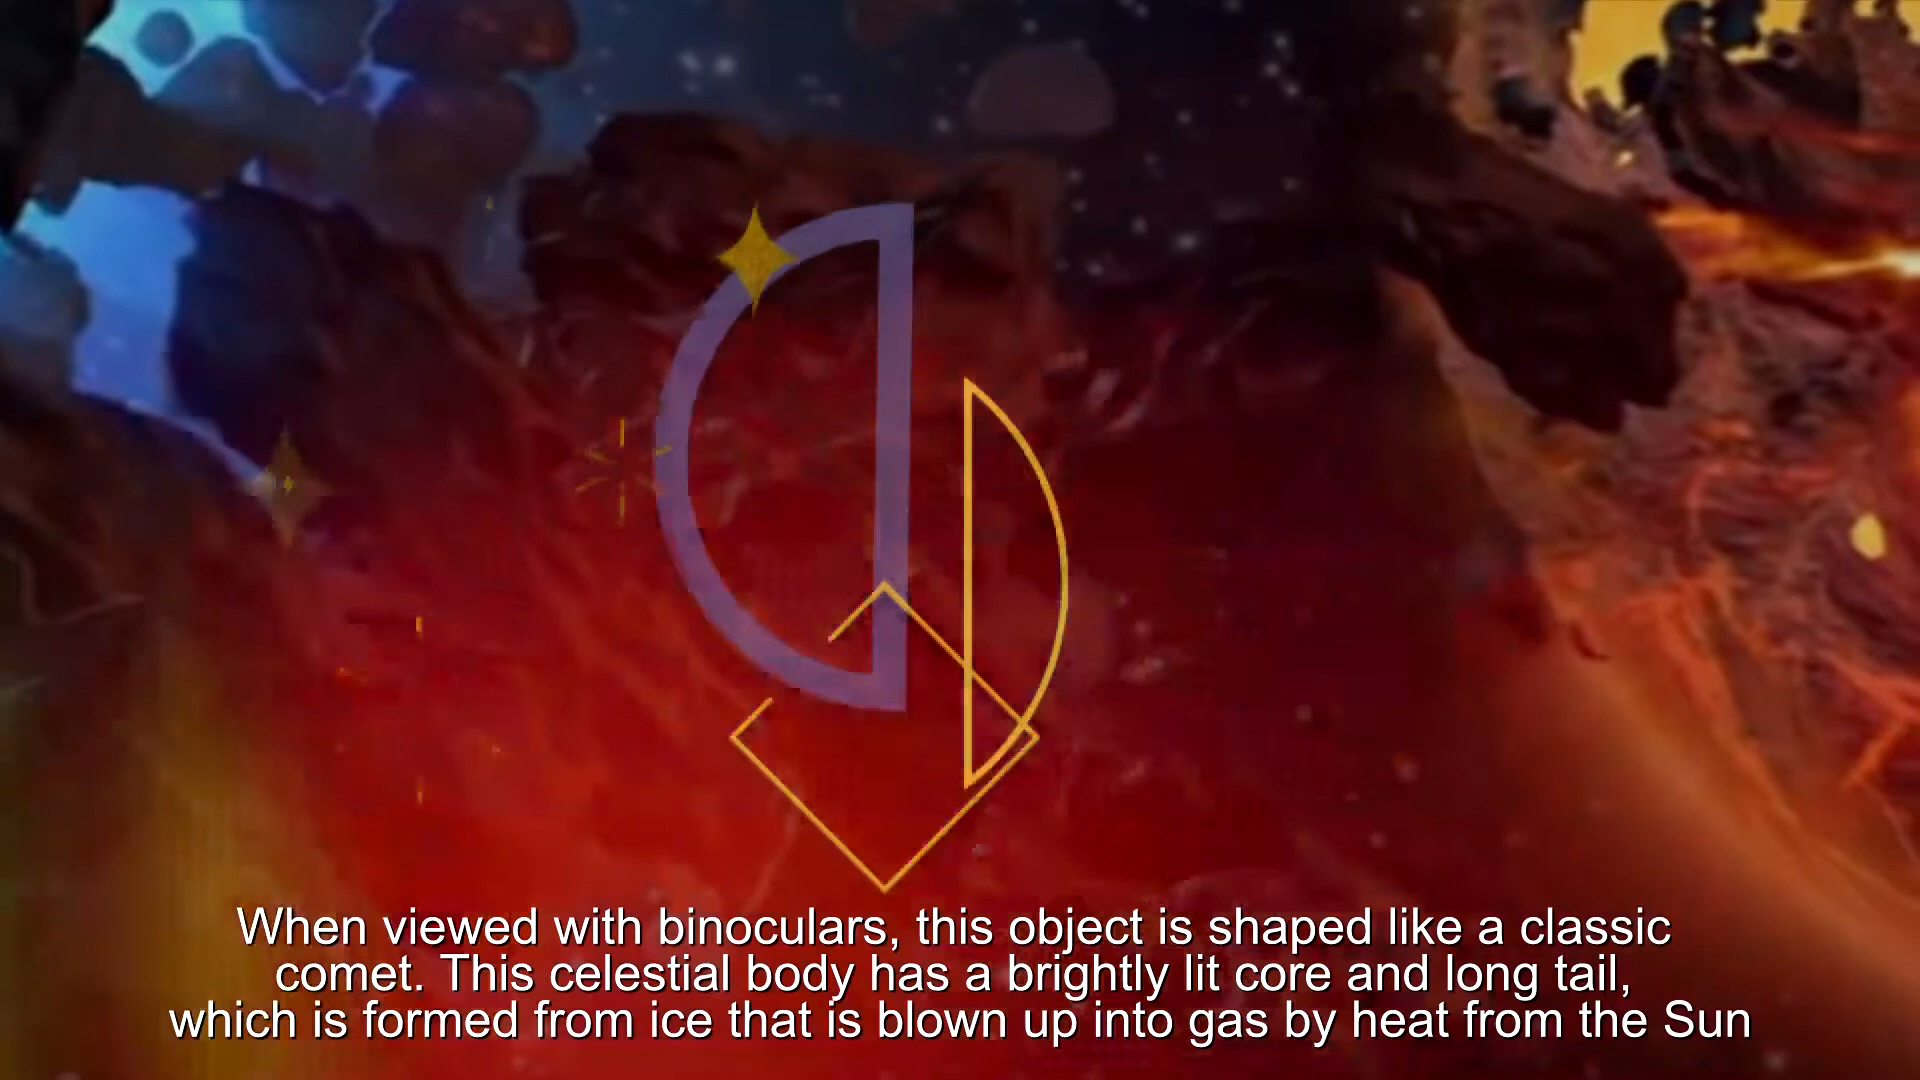 When viewed with binoculars, this object is shaped like a classic
comet. This celestial body has a brightly lit core and long tail,
which is formed from ice that is blown up into gas by heat from the Sun